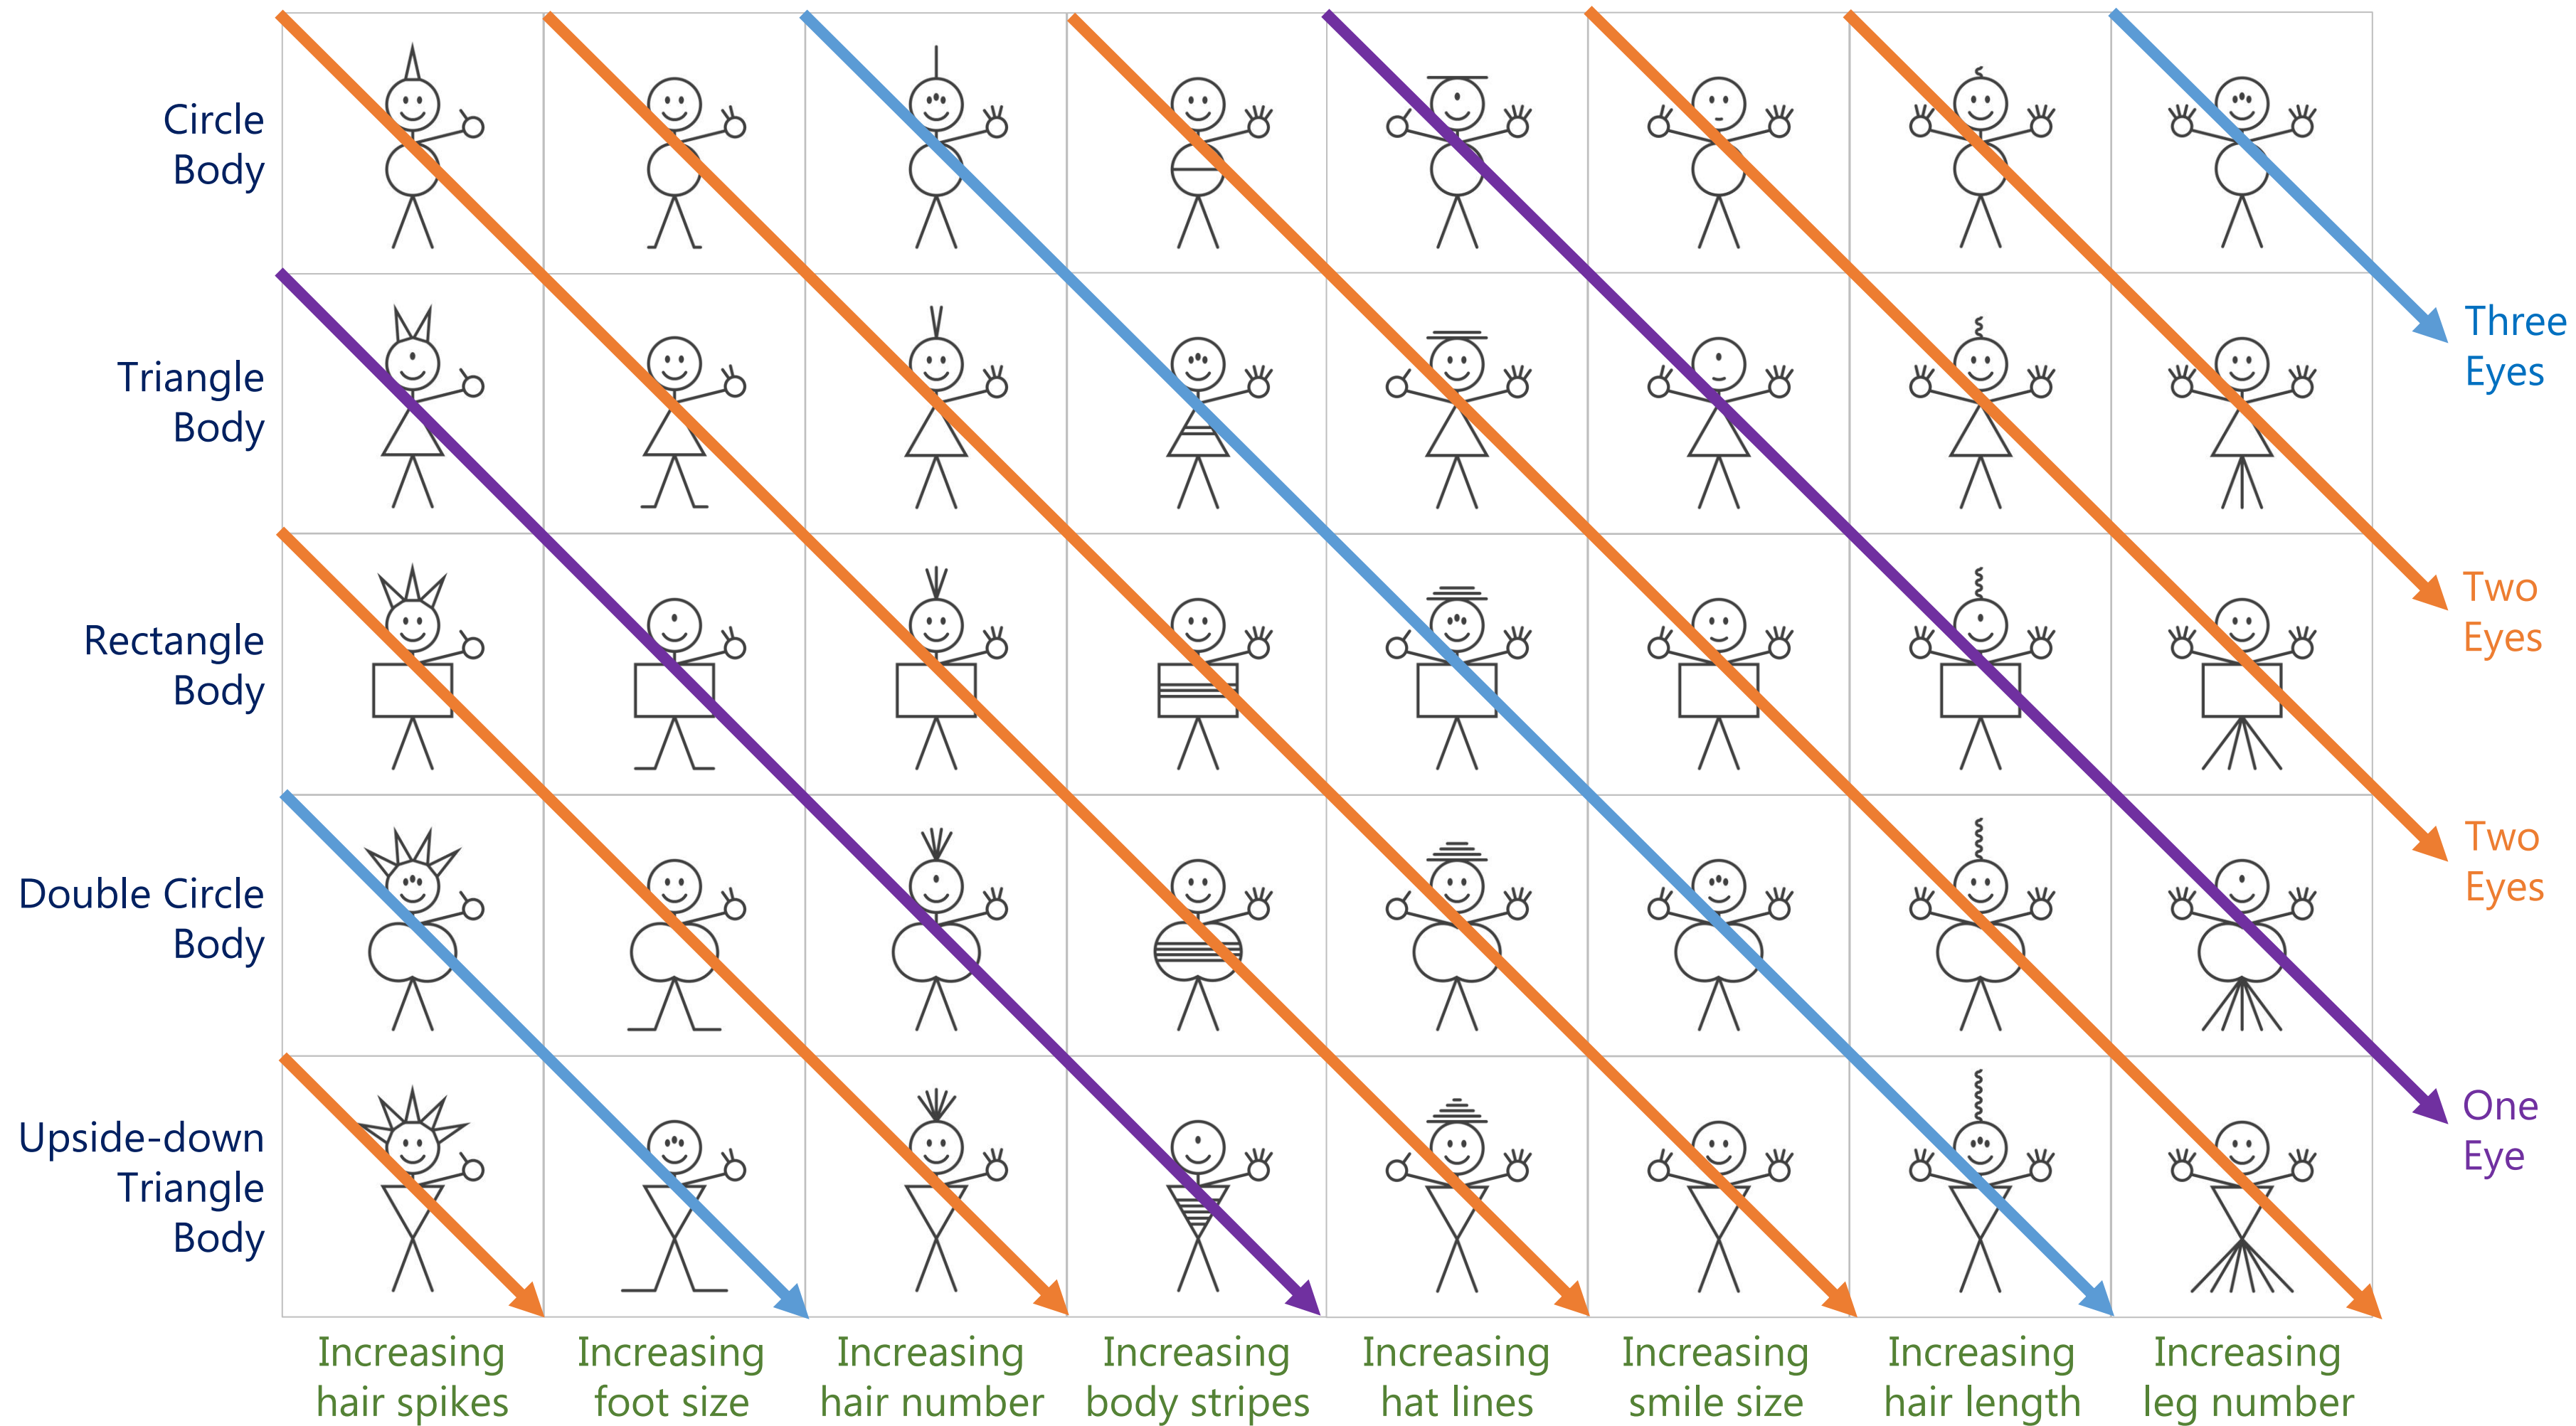 Circle
Body
Three
Eyes
Triangle
Body
Two
Eyes
Rectangle
Body
Two
Eyes
Double Circle
Body
One
Eye
Upside-down
Triangle
Body
Increasing
hair spikes
Increasing
foot size
Increasing
hair number
Increasing
body stripes
Increasing
hat lines
Increasing
smile size
Increasing
hair length
Increasing
leg number